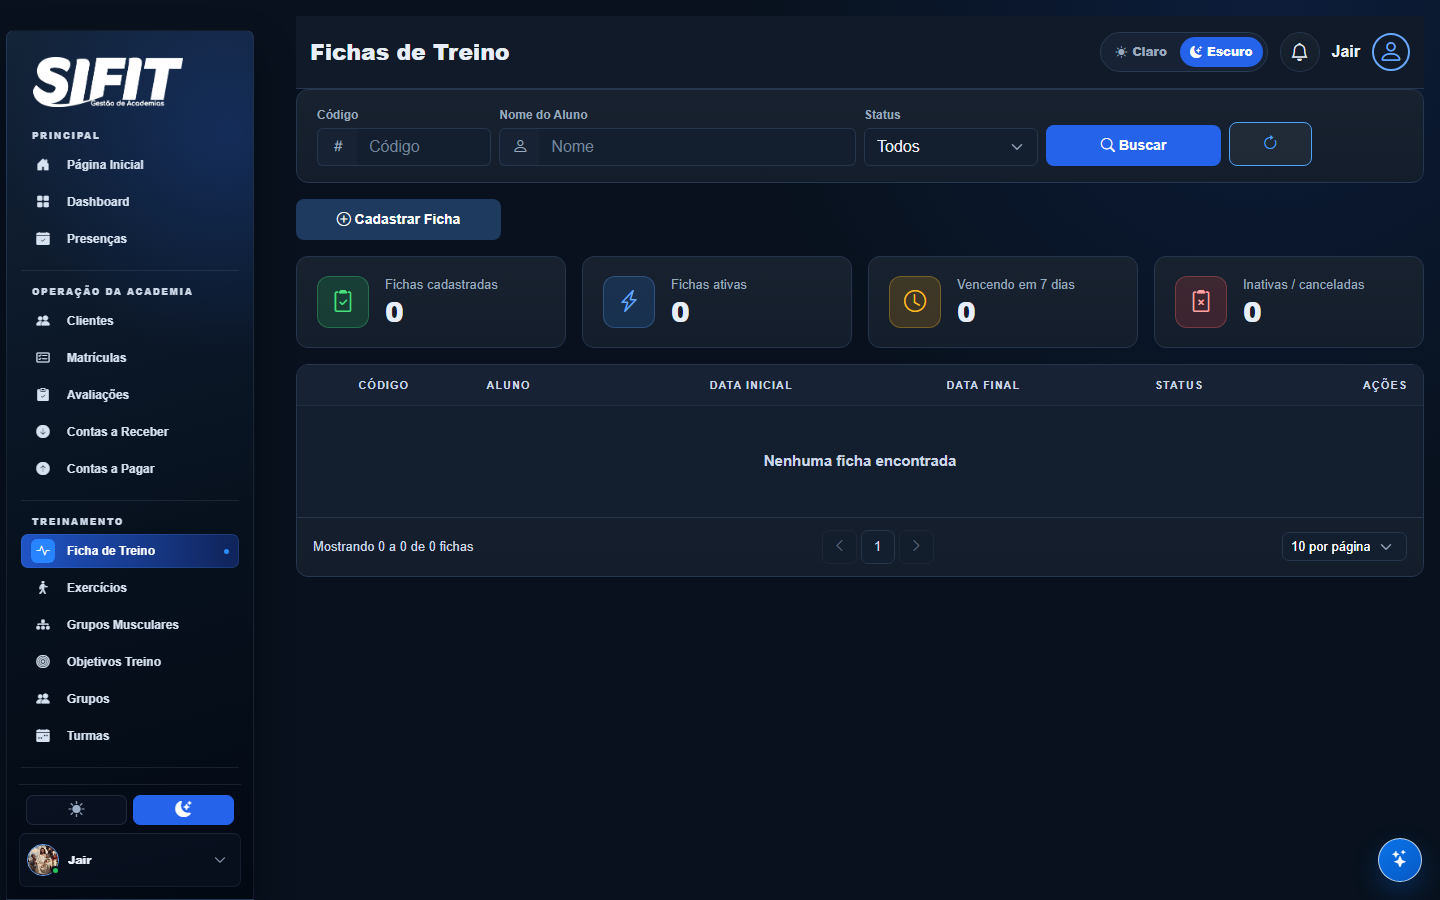 SIFIT
Gestão de Academias
PRINCIPAL
Página Inicial
Dashboard
Presenças
OPERAÇÃO DA ACADEMIA
Clientes
Matrículas
Avaliações
Contas a Receber
Contas a Pagar
TREINAMENTO
Ficha de Treino
Exercícios
Grupos Musculares
Objetivos Treino
Grupos
Turmas
Jair
Fichas de Treino
Claro Escuro Jair
Código Nome do Aluno Status
# Código Nome Todos Buscar
Cadastrar Ficha
Fichas cadastradas
0
Fichas ativas
0
Vencendo em 7 dias
0
Inativas / canceladas
0
CÓDIGO ALUNO DATA INICIAL DATA FINAL STATUS AÇÕES
Nenhuma ficha encontrada
Mostrando 0 a 0 de 0 fichas 1 10 por página